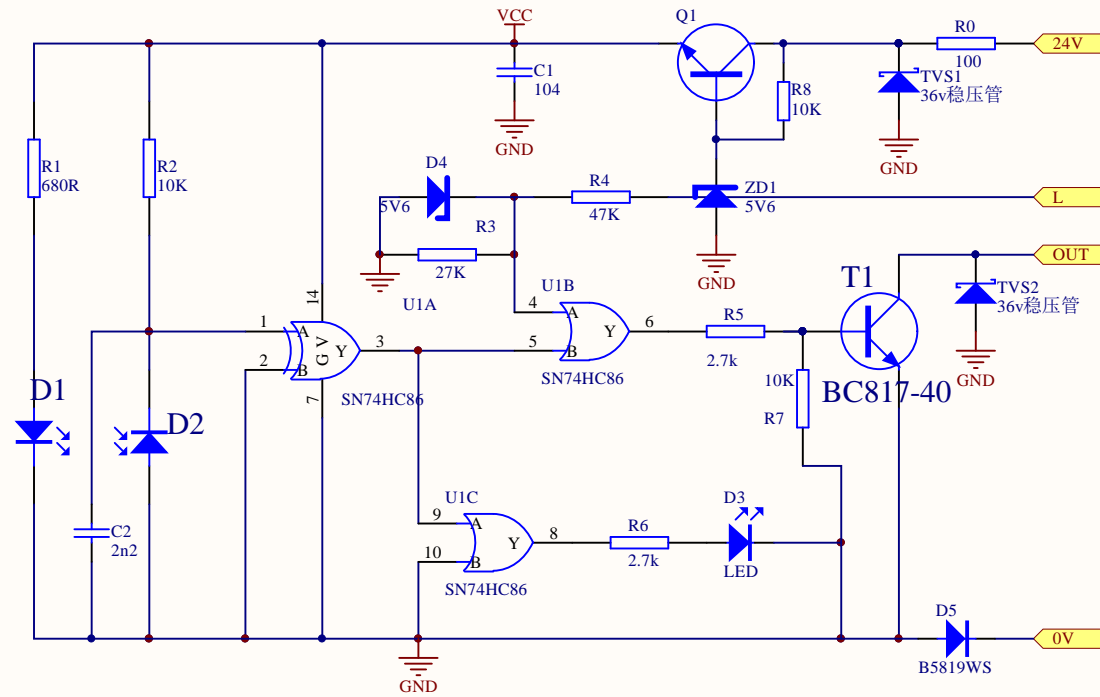 VCC
Q1
R0
100
24V
C1
104
R8
10K
TVS1
36v稳压管
GND
GND
R1
680R
R2
10K
D4
5V6
R4
47K
ZD1
5V6
L
R3
27K
GND
OUT
U1A
U1B
T1
TVS2
36v稳压管
14
4
A
Y
6
R5
2.7k
1
A
V
G
Y
3
5
B
2
B
7
SN74HC86
SN74HC86
10K
R7
BC817-40
GND
D1
D2
U1C
9
A
Y
8
10
B
SN74HC86
R6
2.7k
D3
LED
C2
2n2
D5
B5819WS
0V
GND